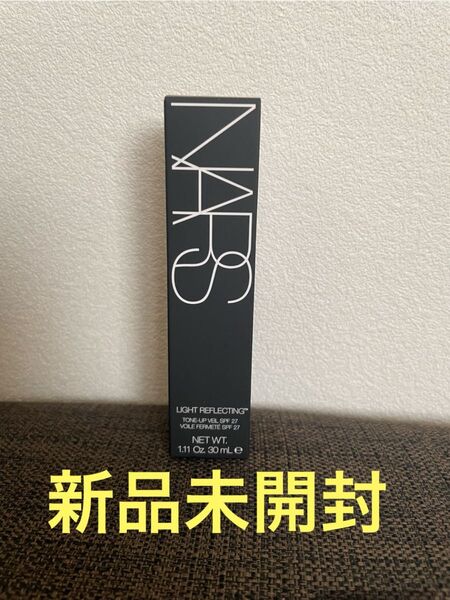 NARS
LIGHT REFLECTING™
TONE-UP VEIL SPF 27
VOILE FERMETÉ SPF 27
NET WT.
1.11 Oz. 30 mL ℮
新品未開封